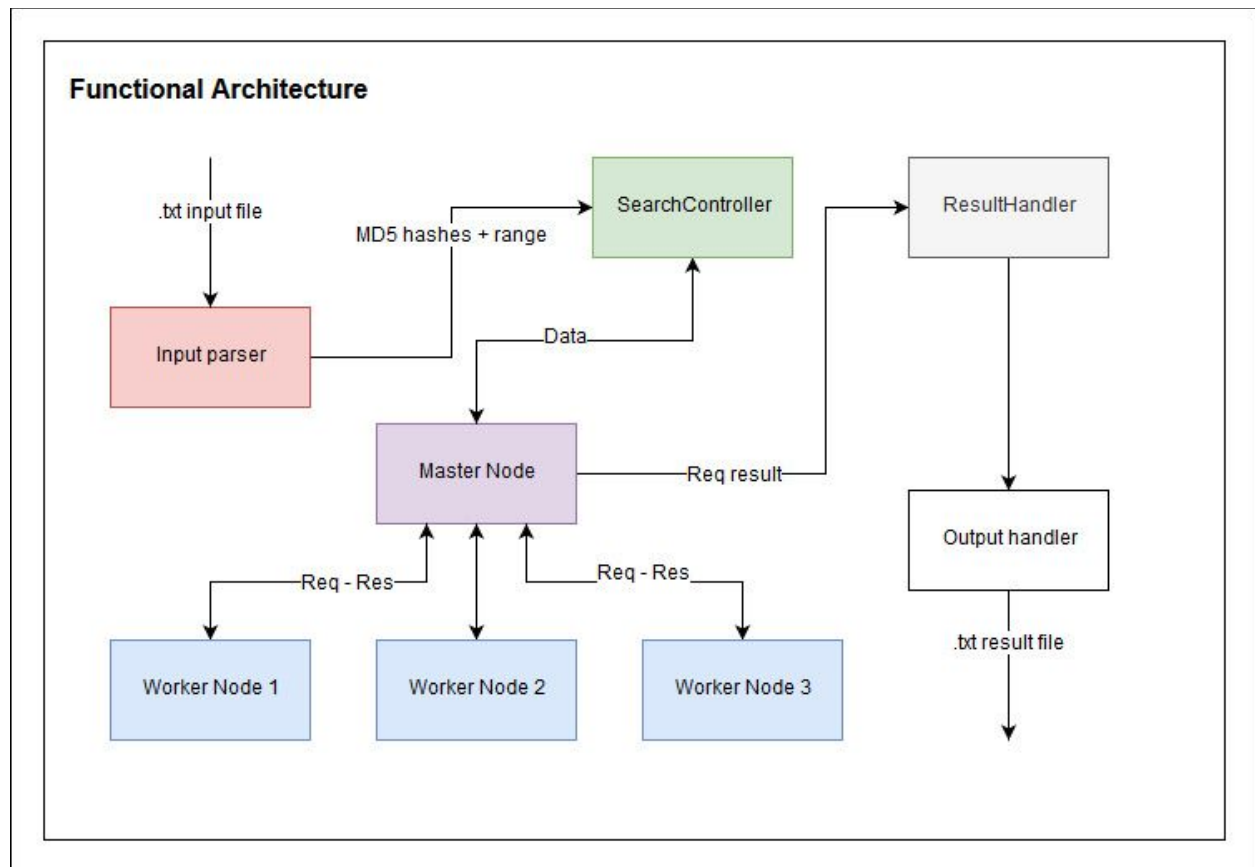 Functional Architecture
.txt input file
SearchController
ResultHandler
MD5 hashes + range
Input parser
Data
Master Node
Req result
Output handler
Req - Res
Req - Res
.txt result file
Worker Node 1
Worker Node 2
Worker Node 3